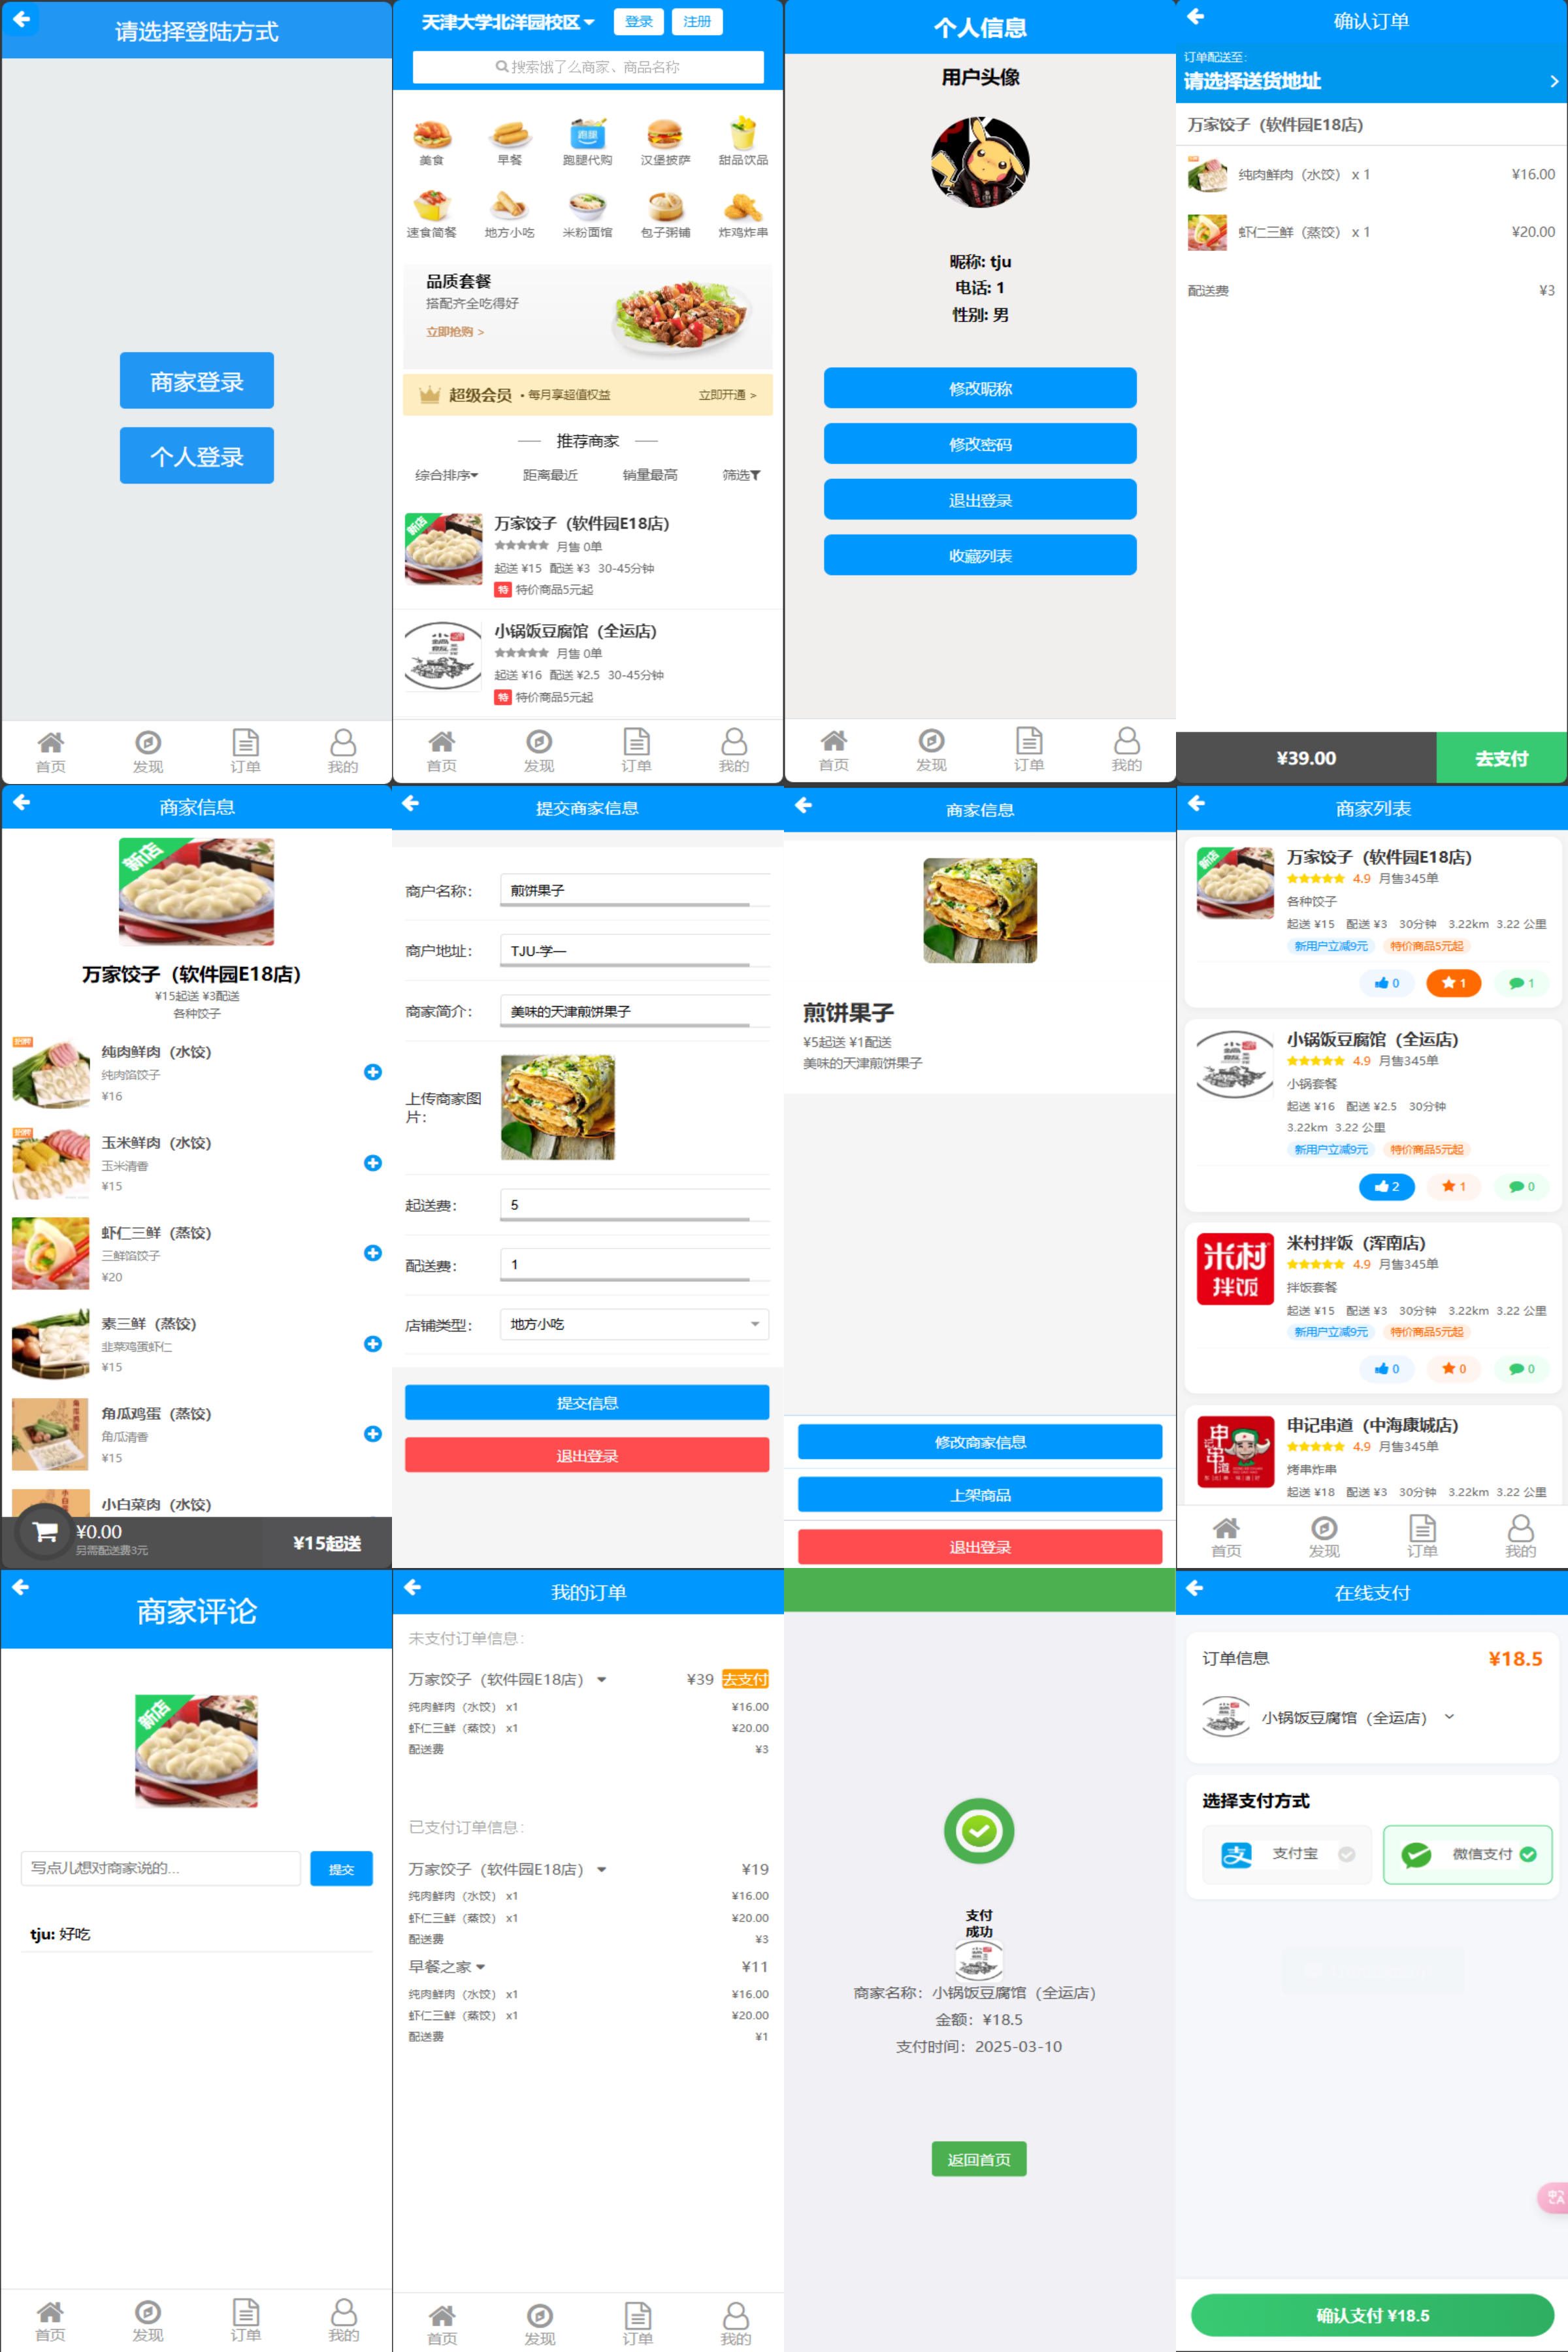 请选择登陆方式
商家登录
个人登录
首页 发现 订单 我的
天津大学北洋园校区 登录 注册
搜索饿了么商家、商品名称
美食 早餐 跑腿代购 汉堡披萨 甜品饮品
速食简餐 地方小吃 米粉面馆 包子粥铺 炸鸡炸串
品质套餐
搭配齐全吃得好
立即抢购 >
超级会员 • 每月享超值权益 立即开通 >
推荐商家
综合排序 距离最近 销量最高 筛选
新店
万家饺子（软件园E18店）
月售 0单
起送 ¥15 配送 ¥3 30-45分钟
特 特价商品5元起
小锅饭豆腐馆（全运店）
月售 0单
起送 ¥16 配送 ¥2.5 30-45分钟
特 特价商品5元起
首页 发现 订单 我的
个人信息
用户头像
昵称: tju
电话: 1
性别: 男
修改昵称
修改密码
退出登录
收藏列表
首页 发现 订单 我的
确认订单
订单配送至:
请选择送货地址
万家饺子（软件园E18店）
纯肉鲜肉（水饺） x 1 ¥16.00
虾仁三鲜（蒸饺） x 1 ¥20.00
配送费 ¥3
¥39.00 去支付
商家信息
新店
万家饺子（软件园E18店）
¥15起送 ¥3配送
各种饺子
纯肉鲜肉（水饺）
纯肉馅饺子
¥16
玉米鲜肉（水饺）
玉米清香
¥15
虾仁三鲜（蒸饺）
三鲜馅饺子
¥20
素三鲜（蒸饺）
韭菜鸡蛋虾仁
¥15
角瓜鸡蛋（蒸饺）
角瓜清香
¥15
小白菜肉（水饺）
¥0.00
另需配送费3元
¥15起送
提交商家信息
商户名称: 煎饼果子
商户地址: TJU-学一
商家简介: 美味的天津煎饼果子
上传商家图片:
起送费: 5
配送费: 1
店铺类型: 地方小吃
提交信息
退出登录
商家信息
煎饼果子
¥5起送 ¥1配送
美味的天津煎饼果子
修改商家信息
上架商品
退出登录
商家列表
新店
万家饺子（软件园E18店）
4.9 月售345单
各种饺子
起送 ¥15 配送 ¥3 30分钟 3.22km 3.22 公里
新用户立减9元 特价商品5元起
0 1 1
小锅饭豆腐馆（全运店）
4.9 月售345单
小锅套餐
起送 ¥16 配送 ¥2.5 30分钟
3.22km 3.22 公里
新用户立减9元 特价商品5元起
2 1 0
米村
拌饭
米村拌饭（浑南店）
4.9 月售345单
拌饭套餐
起送 ¥15 配送 ¥3 30分钟 3.22km 3.22 公里
新用户立减9元 特价商品5元起
0 0 0
申记串道
申记串道（中海康城店）
4.9 月售345单
烤串炸串
起送 ¥18 配送 ¥3 30分钟 3.22km 3.22 公里
首页 发现 订单 我的
商家评论
新店
写点儿想对商家说的... 提交
tju: 好吃
首页 发现 订单 我的
我的订单
未支付订单信息:
万家饺子（软件园E18店） ¥39 去支付
纯肉鲜肉（水饺） x1 ¥16.00
虾仁三鲜（蒸饺） x1 ¥20.00
配送费 ¥3
已支付订单信息:
万家饺子（软件园E18店） ¥19
纯肉鲜肉（水饺） x1 ¥16.00
虾仁三鲜（蒸饺） x1 ¥20.00
配送费 ¥3
早餐之家 ¥11
纯肉鲜肉（水饺） x1 ¥16.00
虾仁三鲜（蒸饺） x1 ¥20.00
配送费 ¥1
首页 发现 订单 我的
支付
成功
商家名称：小锅饭豆腐馆（全运店）
金额：¥18.5
支付时间：2025-03-10
返回首页
在线支付
订单信息 ¥18.5
小锅饭豆腐馆（全运店）
选择支付方式
支 支付宝 微信支付
确认支付 ¥18.5